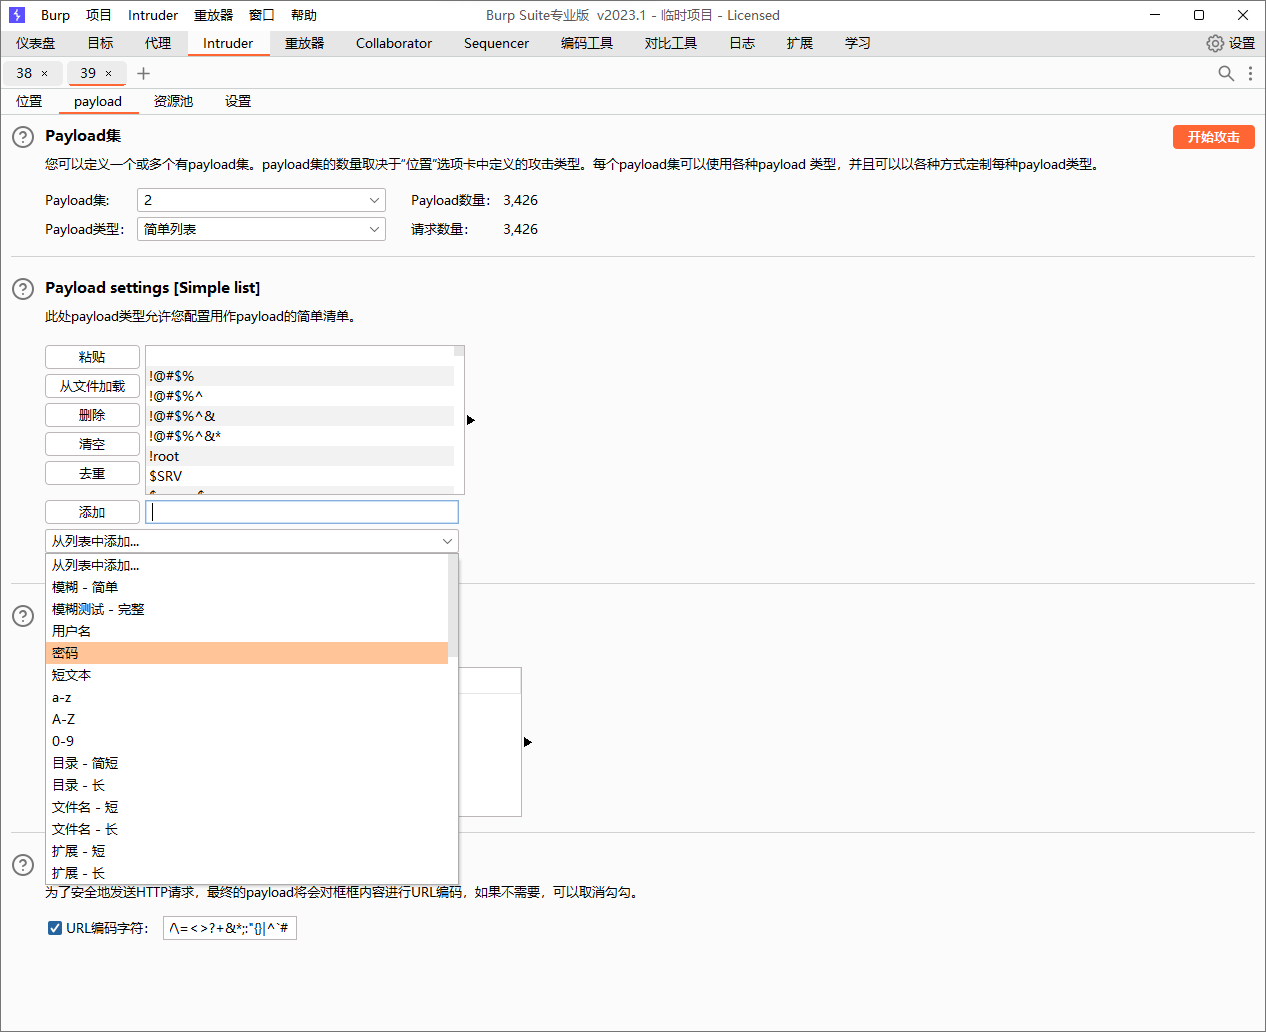 Burp 项目 Intruder 重放器 窗口 帮助 Burp Suite专业版 v2023.1 - 临时项目 - Licensed
仪表盘 目标 代理 Intruder 重放器 Collaborator Sequencer 编码工具 对比工具 日志 扩展 学习 设置
38 × 39 × +
位置 payload 资源池 设置
? Payload集 开始攻击
您可以定义一个或多个有payload集。payload集的数量取决于“位置”选项卡中定义的攻击类型。每个payload集可以使用各种payload 类型，并且可以以各种方式定制每种payload类型。
Payload集: 2 Payload数量： 3,426
Payload类型： 简单列表 请求数量： 3,426
? Payload settings [Simple list]
此处payload类型允许您配置用作payload的简单清单。
粘贴
从文件加载 !@#$%
!@#$%^
删除 !@#$%^&
清空 !@#$%^&*
!root
去重 $SRV
添加
从列表中添加...
从列表中添加...
模糊 - 简单
模糊测试 - 完整
?
用户名
密码
短文本
a-z
A-Z
0-9
目录 - 简短
目录 - 长
文件名 - 短
文件名 - 长
扩展 - 短
?
扩展 - 长
为了安全地发送HTTP请求，最终的payload将会对框框内容进行URL编码，如果不需要，可以取消勾勾。
URL编码字符： /\=<>?+&*;:"{}|^`#